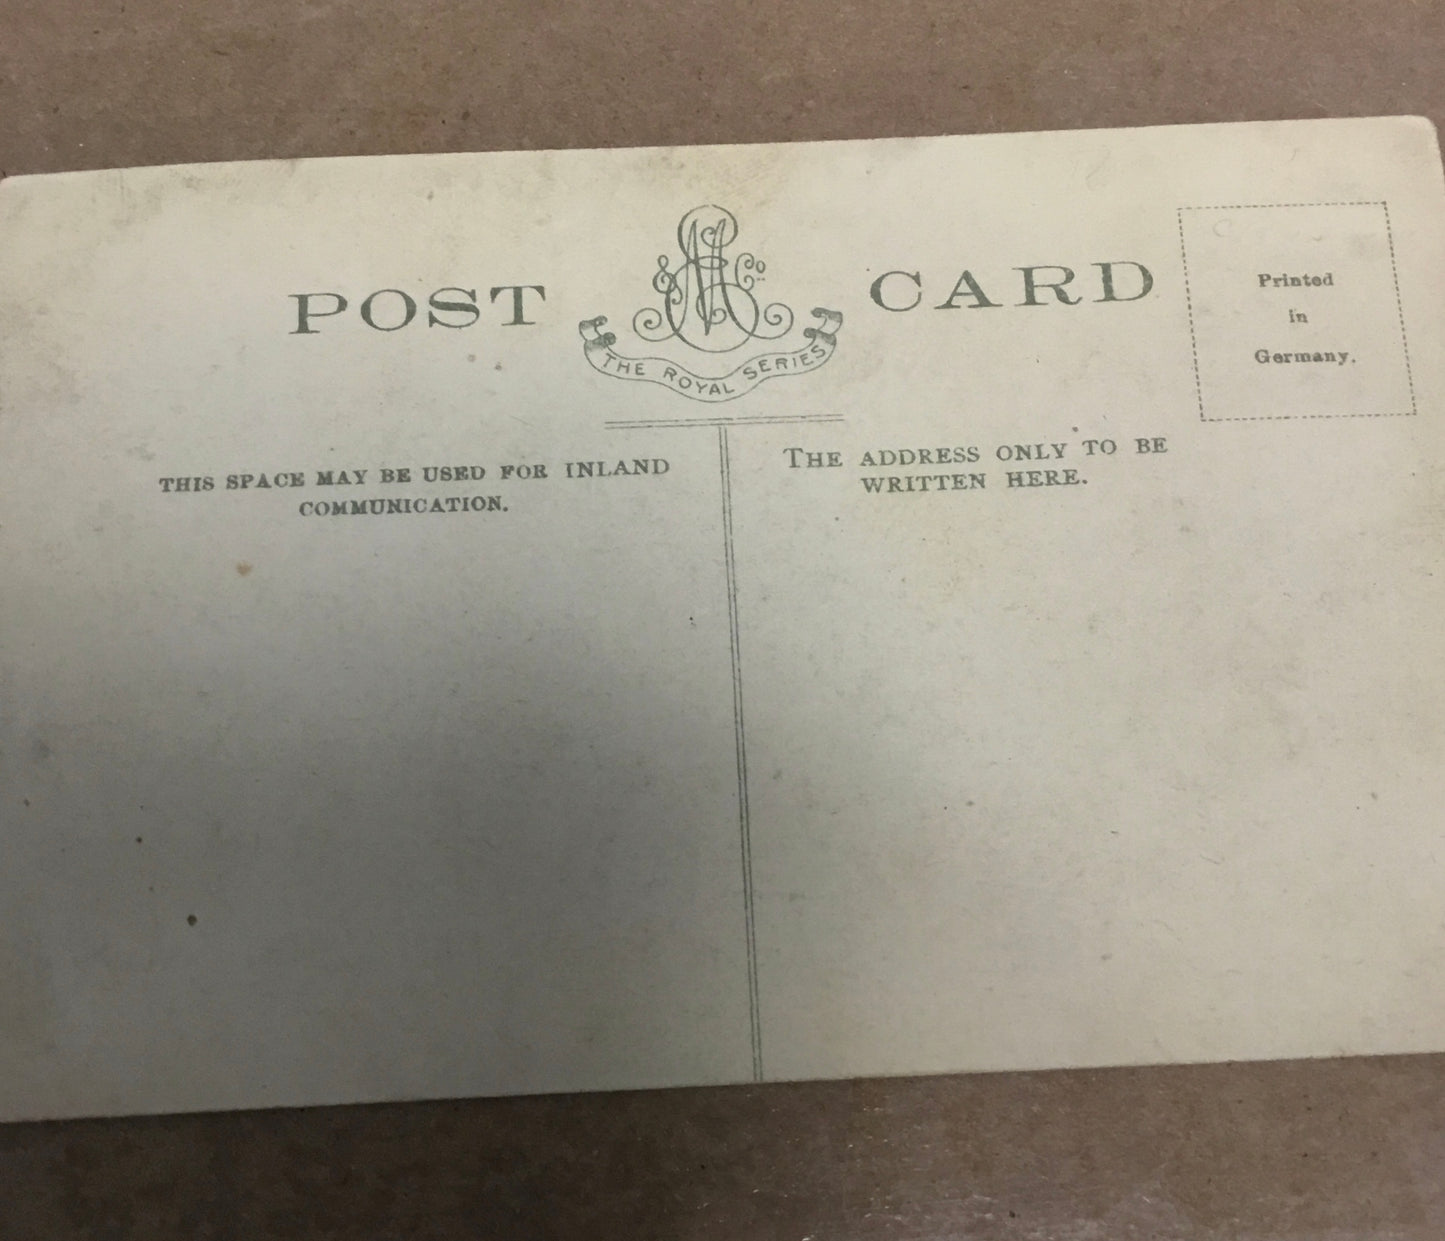 POST CARD
& Co
THE ROYAL SERIES
Printed
in
Germany.
THIS SPACE MAY BE USED FOR INLAND
COMMUNICATION.
THE ADDRESS ONLY TO BE
WRITTEN HERE.